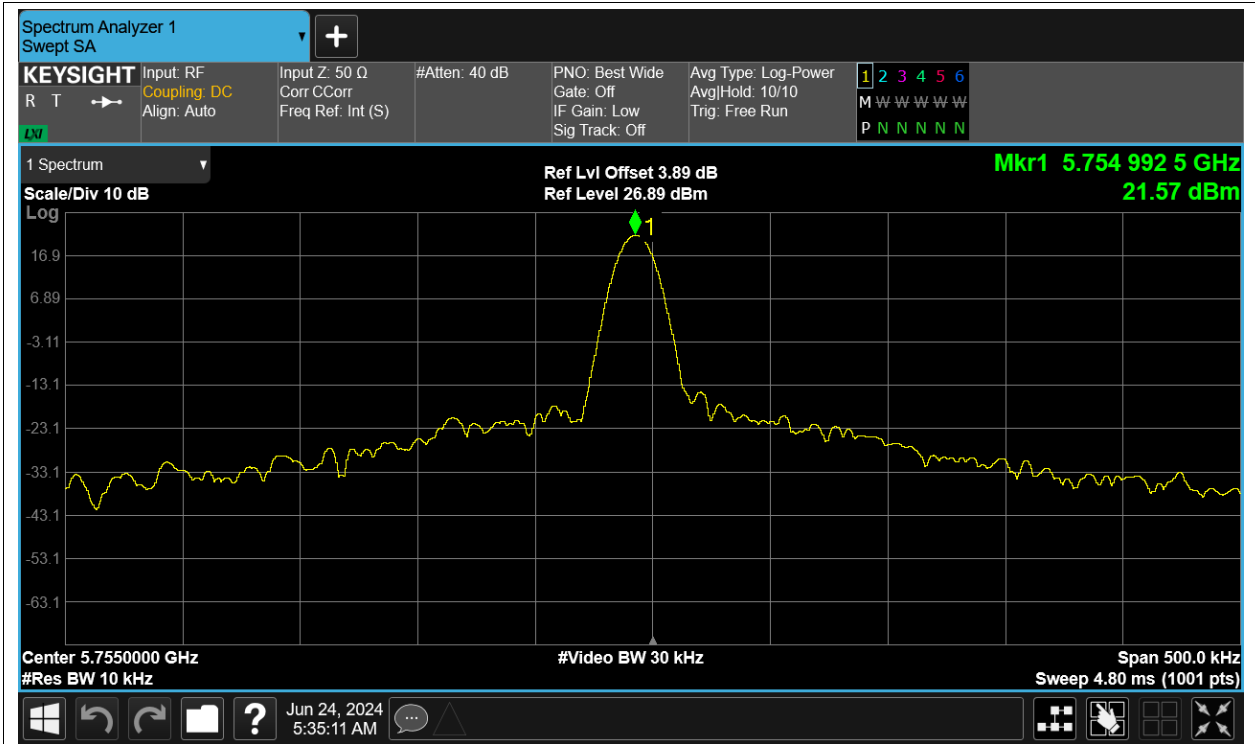 Spectrum Analyzer 1
Swept SA
KEYSIGHT
R T
LXI
Input: RF
Coupling: DC
Align: Auto
Input Z: 50 Ω
Corr CCorr
Freq Ref: Int (S)
#Atten: 40 dB
PNO: Best Wide
Gate: Off
IF Gain: Low
Sig Track: Off
Avg Type: Log-Power
Avg|Hold: 10/10
Trig: Free Run
1 2 3 4 5 6
M W W W W W
P N N N N N
1 Spectrum
Scale/Div 10 dB
Log
Ref Lvl Offset 3.89 dB
Ref Level 26.89 dBm
Mkr1 5.754 992 5 GHz
21.57 dBm
1
16.9
6.89
-3.11
-13.1
-23.1
-33.1
-43.1
-53.1
-63.1
Center 5.7550000 GHz
#Video BW 30 kHz
Span 500.0 kHz
#Res BW 10 kHz
Sweep 4.80 ms (1001 pts)
?
Jun 24, 2024
5:35:11 AM